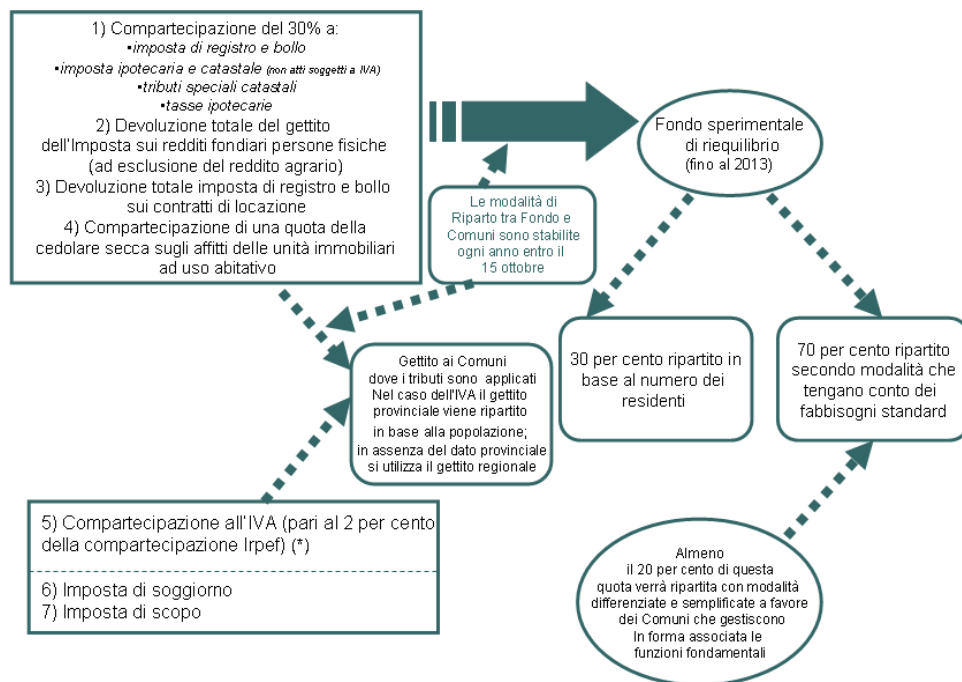 1) Compartecipazione del 30% a:
•imposta di registro e bollo
•imposta ipotecaria e catastale (non atti soggetti a IVA)
•tributi speciali catastali
•tasse ipotecarie
2) Devoluzione totale del gettito
dell'Imposta sui redditi fondiari persone fisiche
(ad esclusione del reddito agrario)
3) Devoluzione totale imposta di registro e bollo
sui contratti di locazione
4) Compartecipazione di una quota della
cedolare secca sugli affitti delle unità immobiliari
ad uso abitativo
Fondo sperimentale
di riequilibrio
(fino al 2013)
Le modalità di
Riparto tra Fondo e
Comuni sono stabilite
ogni anno entro il
15 ottobre
Gettito ai Comuni
dove i tributi sono applicati
Nel caso dell'IVA il gettito
provinciale viene ripartito
in base alla popolazione;
in assenza del dato provinciale
si utilizza il gettito regionale
30 per cento ripartito in
base al numero dei
residenti
70 per cento ripartito
secondo modalità che
tengano conto dei
fabbisogni standard
5) Compartecipazione all'IVA (pari al 2 per cento
della compartecipazione Irpef) (*)
6) Imposta di soggiorno
7) Imposta di scopo
Almeno
il 20 per cento di questa
quota verrà ripartita con modalità
differenziate e semplificate a favore
dei Comuni che gestiscono
In forma associata le
funzioni fondamentali